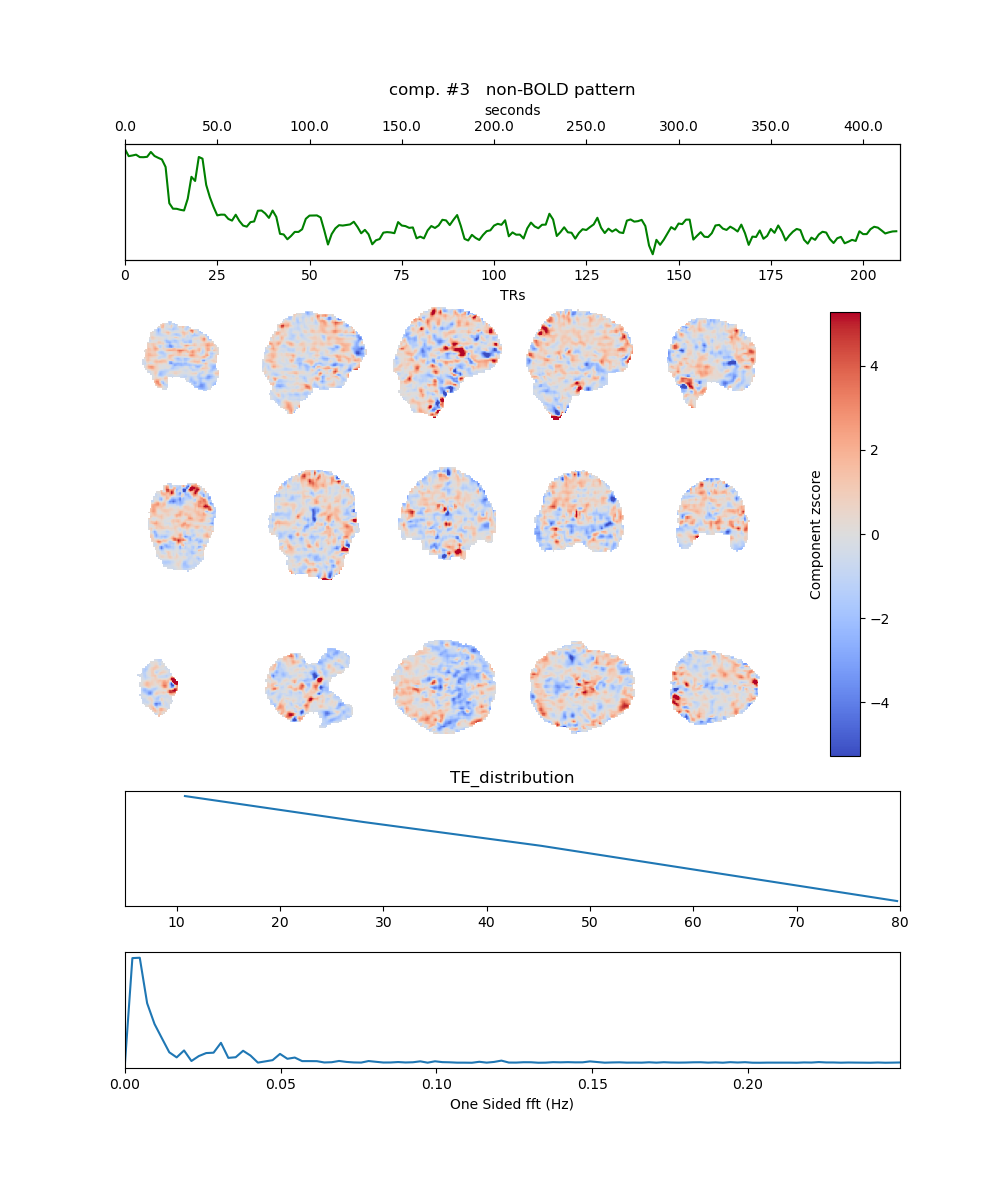 comp. #3   non-BOLD pattern
seconds
0.0 50.0 100.0 150.0 200.0 250.0 300.0 350.0 400.0
0 25 50 75 100 125 150 175 200
TRs
4
2
0
−2
−4
Component zscore
TE_distribution
10 20 30 40 50 60 70 80
0.00 0.05 0.10 0.15 0.20
One Sided fft (Hz)